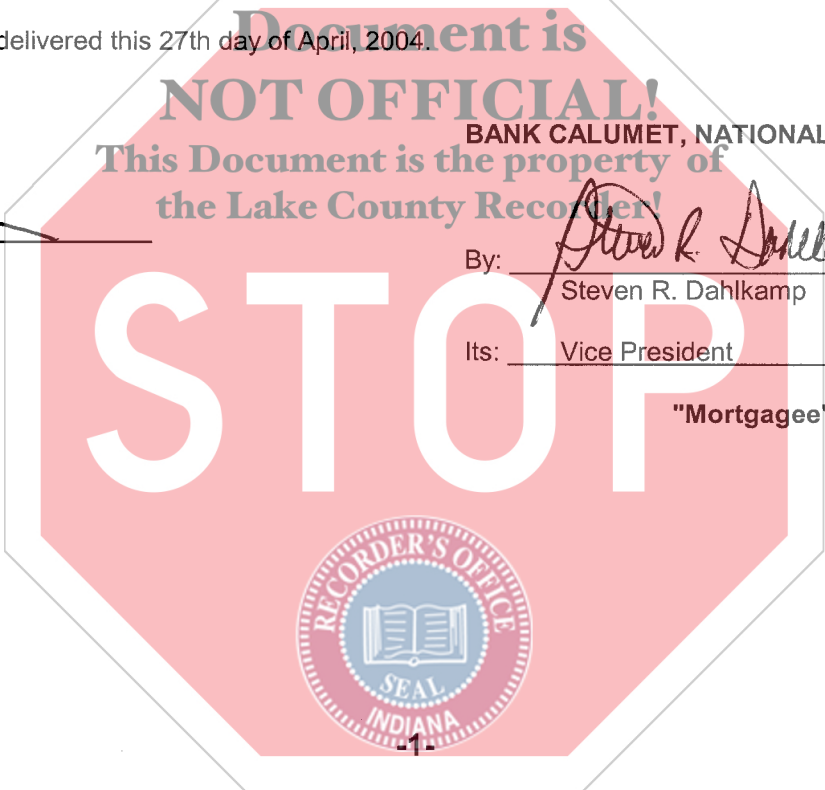 Document is
delivered this 27th day of April, 2004.
NOT OFFICIAL!
BANK CALUMET, NATIONAL
This Document is the property of
the Lake County Recorder!
By:
Steven R. Dahlkamp
Its: Vice President
"Mortgagee"
STOP
RECORDER'S OFFICE
SEAL
INDIANA
-1-